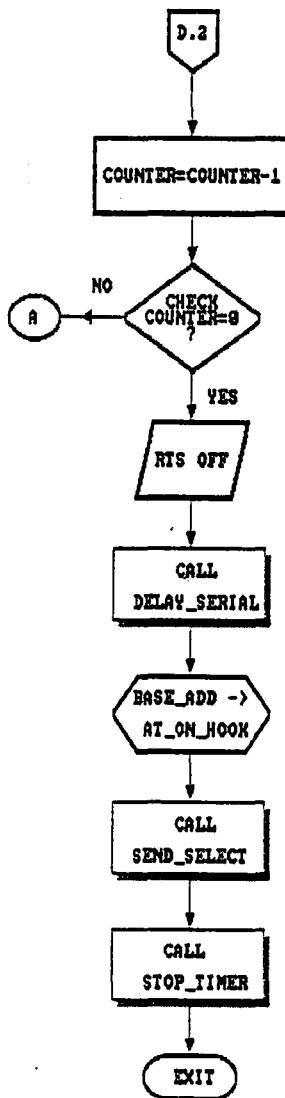 D.2
COUNTER=COUNTER-1
NO
A
CHECK
COUNTER=0
?
YES
RTS OFF
CALL
DELAY_SERIAL
BASE_ADD ->
AT_ON_HOOK
CALL
SEND_SELECT
CALL
STOP_TIMER
EXIT